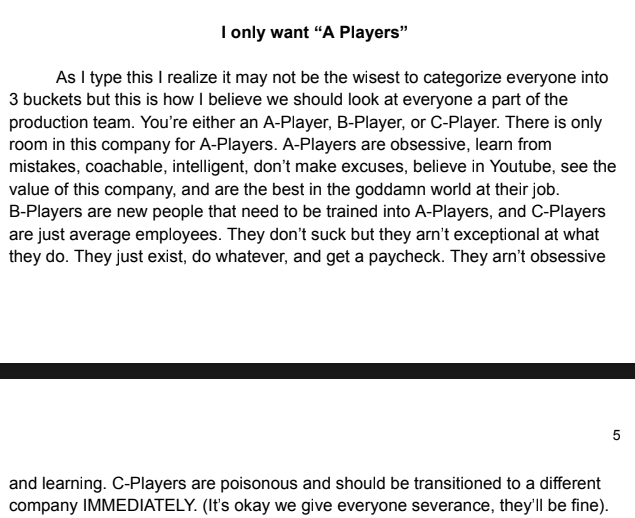 I only want “A Players”
As I type this I realize it may not be the wisest to categorize everyone into
3 buckets but this is how I believe we should look at everyone a part of the
production team. You’re either an A-Player, B-Player, or C-Player. There is only
room in this company for A-Players. A-Players are obsessive, learn from
mistakes, coachable, intelligent, don’t make excuses, believe in Youtube, see the
value of this company, and are the best in the goddamn world at their job.
B-Players are new people that need to be trained into A-Players, and C-Players
are just average employees. They don’t suck but they arn’t exceptional at what
they do. They just exist, do whatever, and get a paycheck. They arn’t obsessive
5
and learning. C-Players are poisonous and should be transitioned to a different
company IMMEDIATELY. (It’s okay we give everyone severance, they’ll be fine).